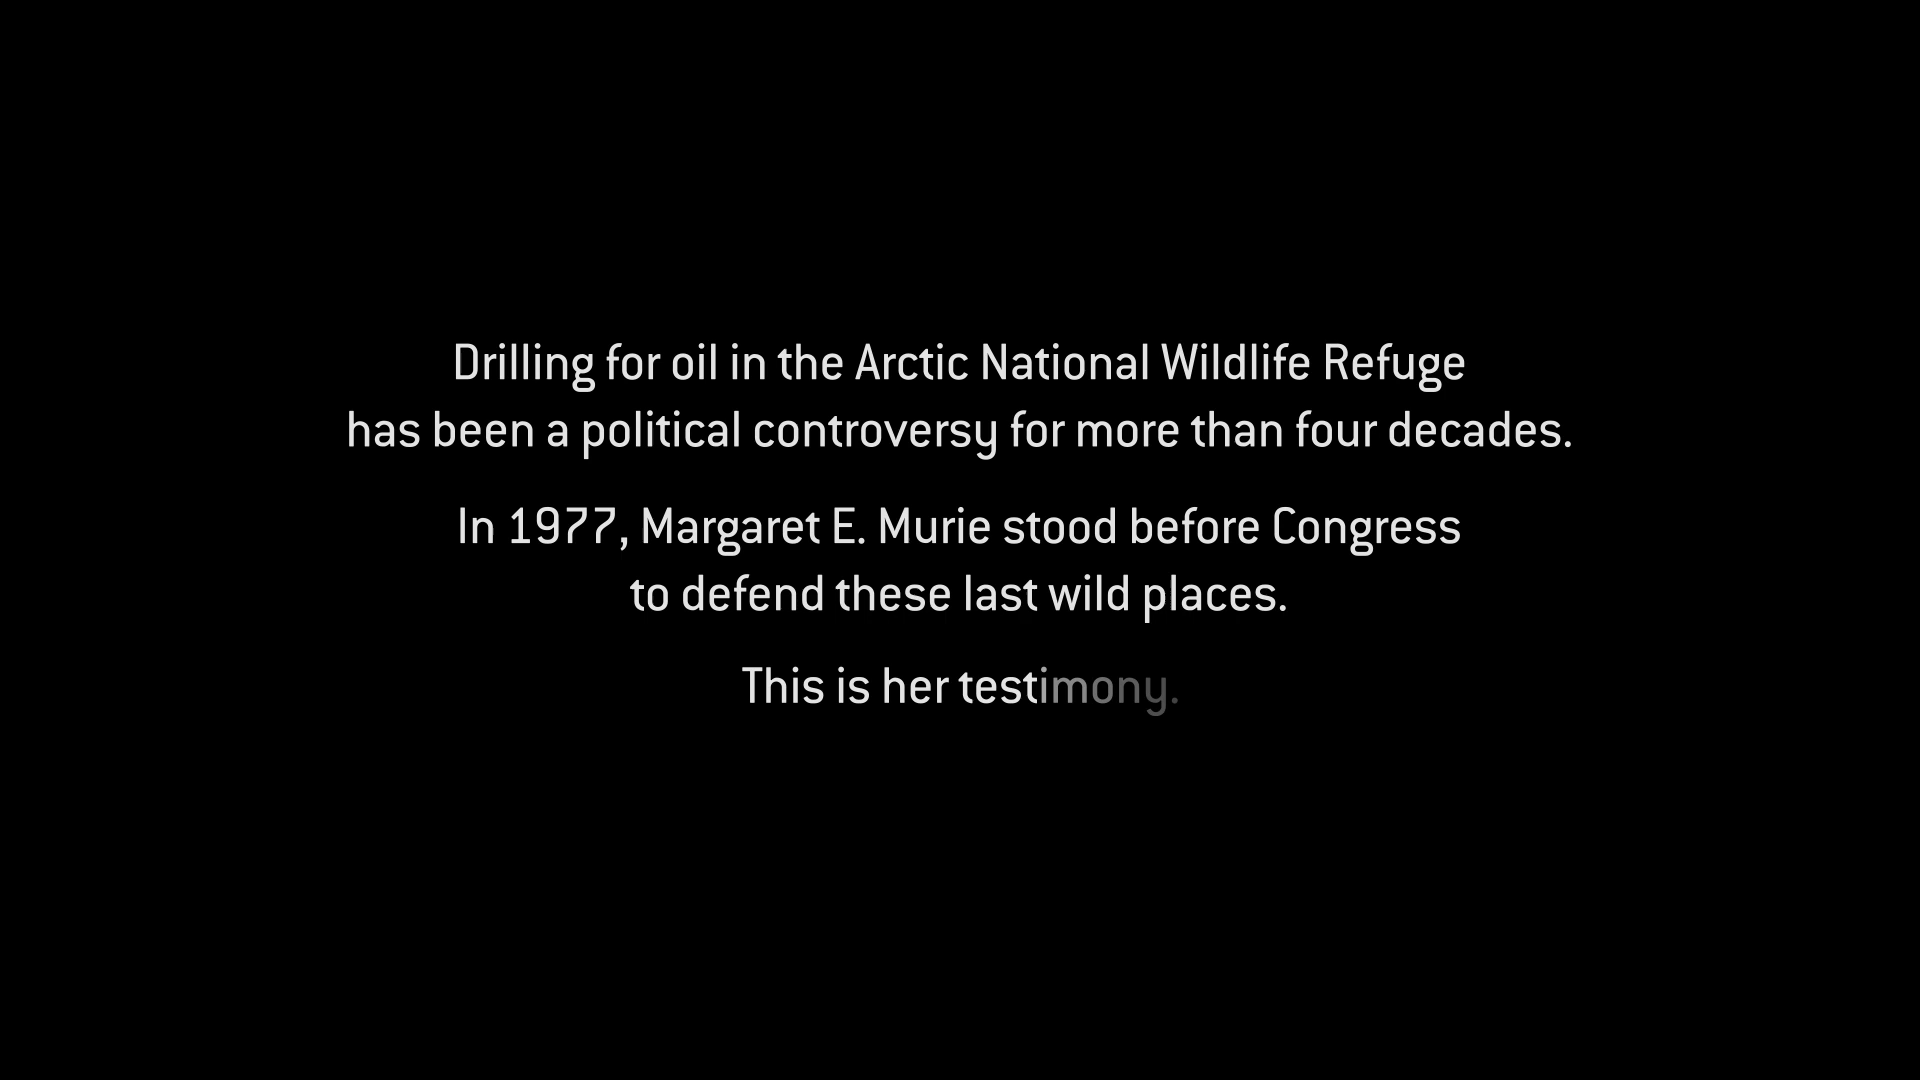 Drilling for oil in the Arctic National Wildlife Refuge
has been a political controversy for more than four decades.
In 1977, Margaret E. Murie stood before Congress
to defend these last wild places.
This is her testimony.